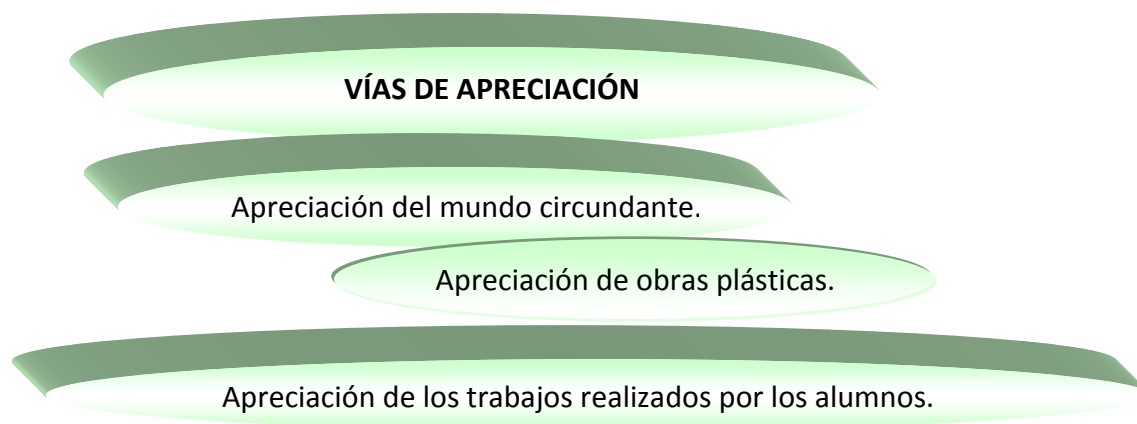 VÍAS DE APRECIACIÓN
Apreciación del mundo circundante.
Apreciación de obras plásticas.
Apreciación de los trabajos realizados por los alumnos.